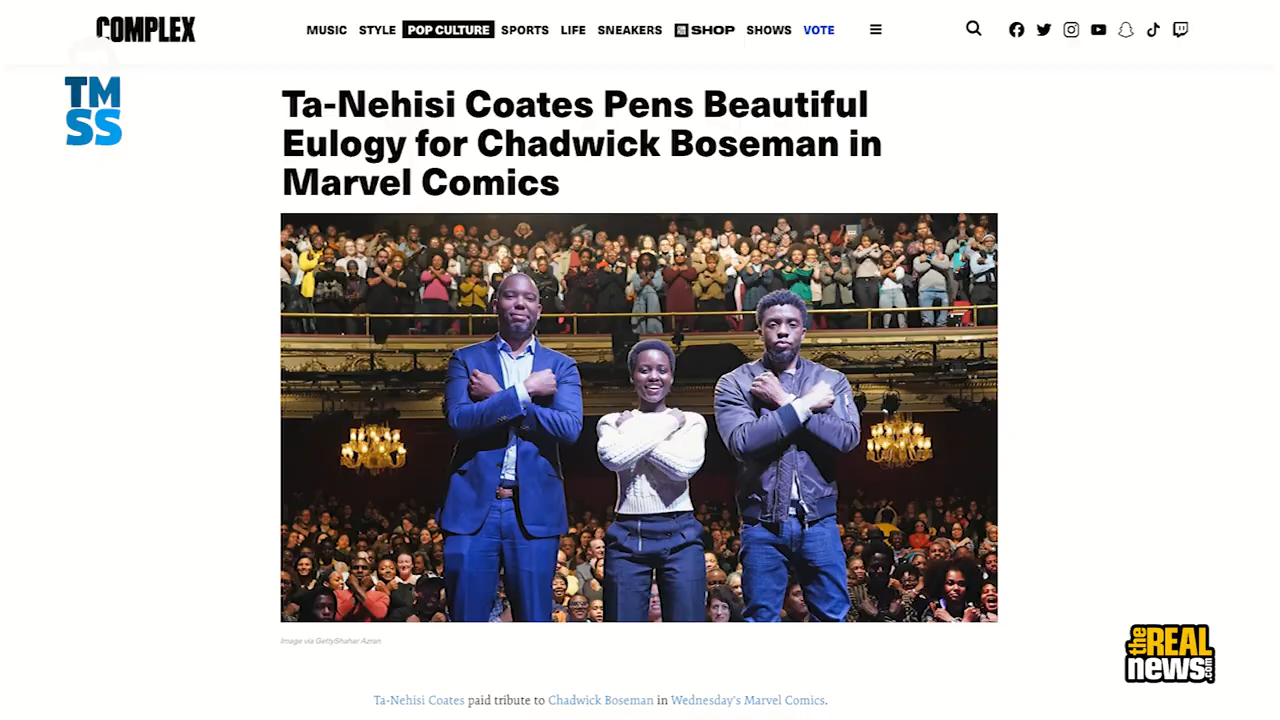 COMPLEX
MUSIC STYLE POP CULTURE SPORTS LIFE SNEAKERS SHOP SHOWS VOTE
TM
SS
Ta-Nehisi Coates Pens Beautiful
Eulogy for Chadwick Boseman in
Marvel Comics
Image via Getty/Shahar Azran
the REAL
news.com
Ta-Nehisi Coates paid tribute to Chadwick Boseman in Wednesday's Marvel Comics.